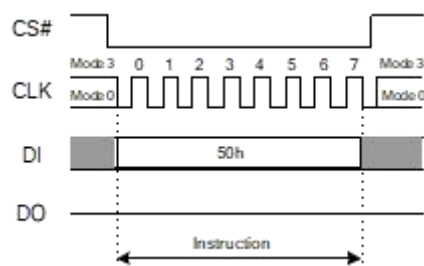 CS#
Mode 3 0 1 2 3 4 5 6 7 Mode 3
CLK
Mode 0 Mode 0
DI 50h
DO
Instruction